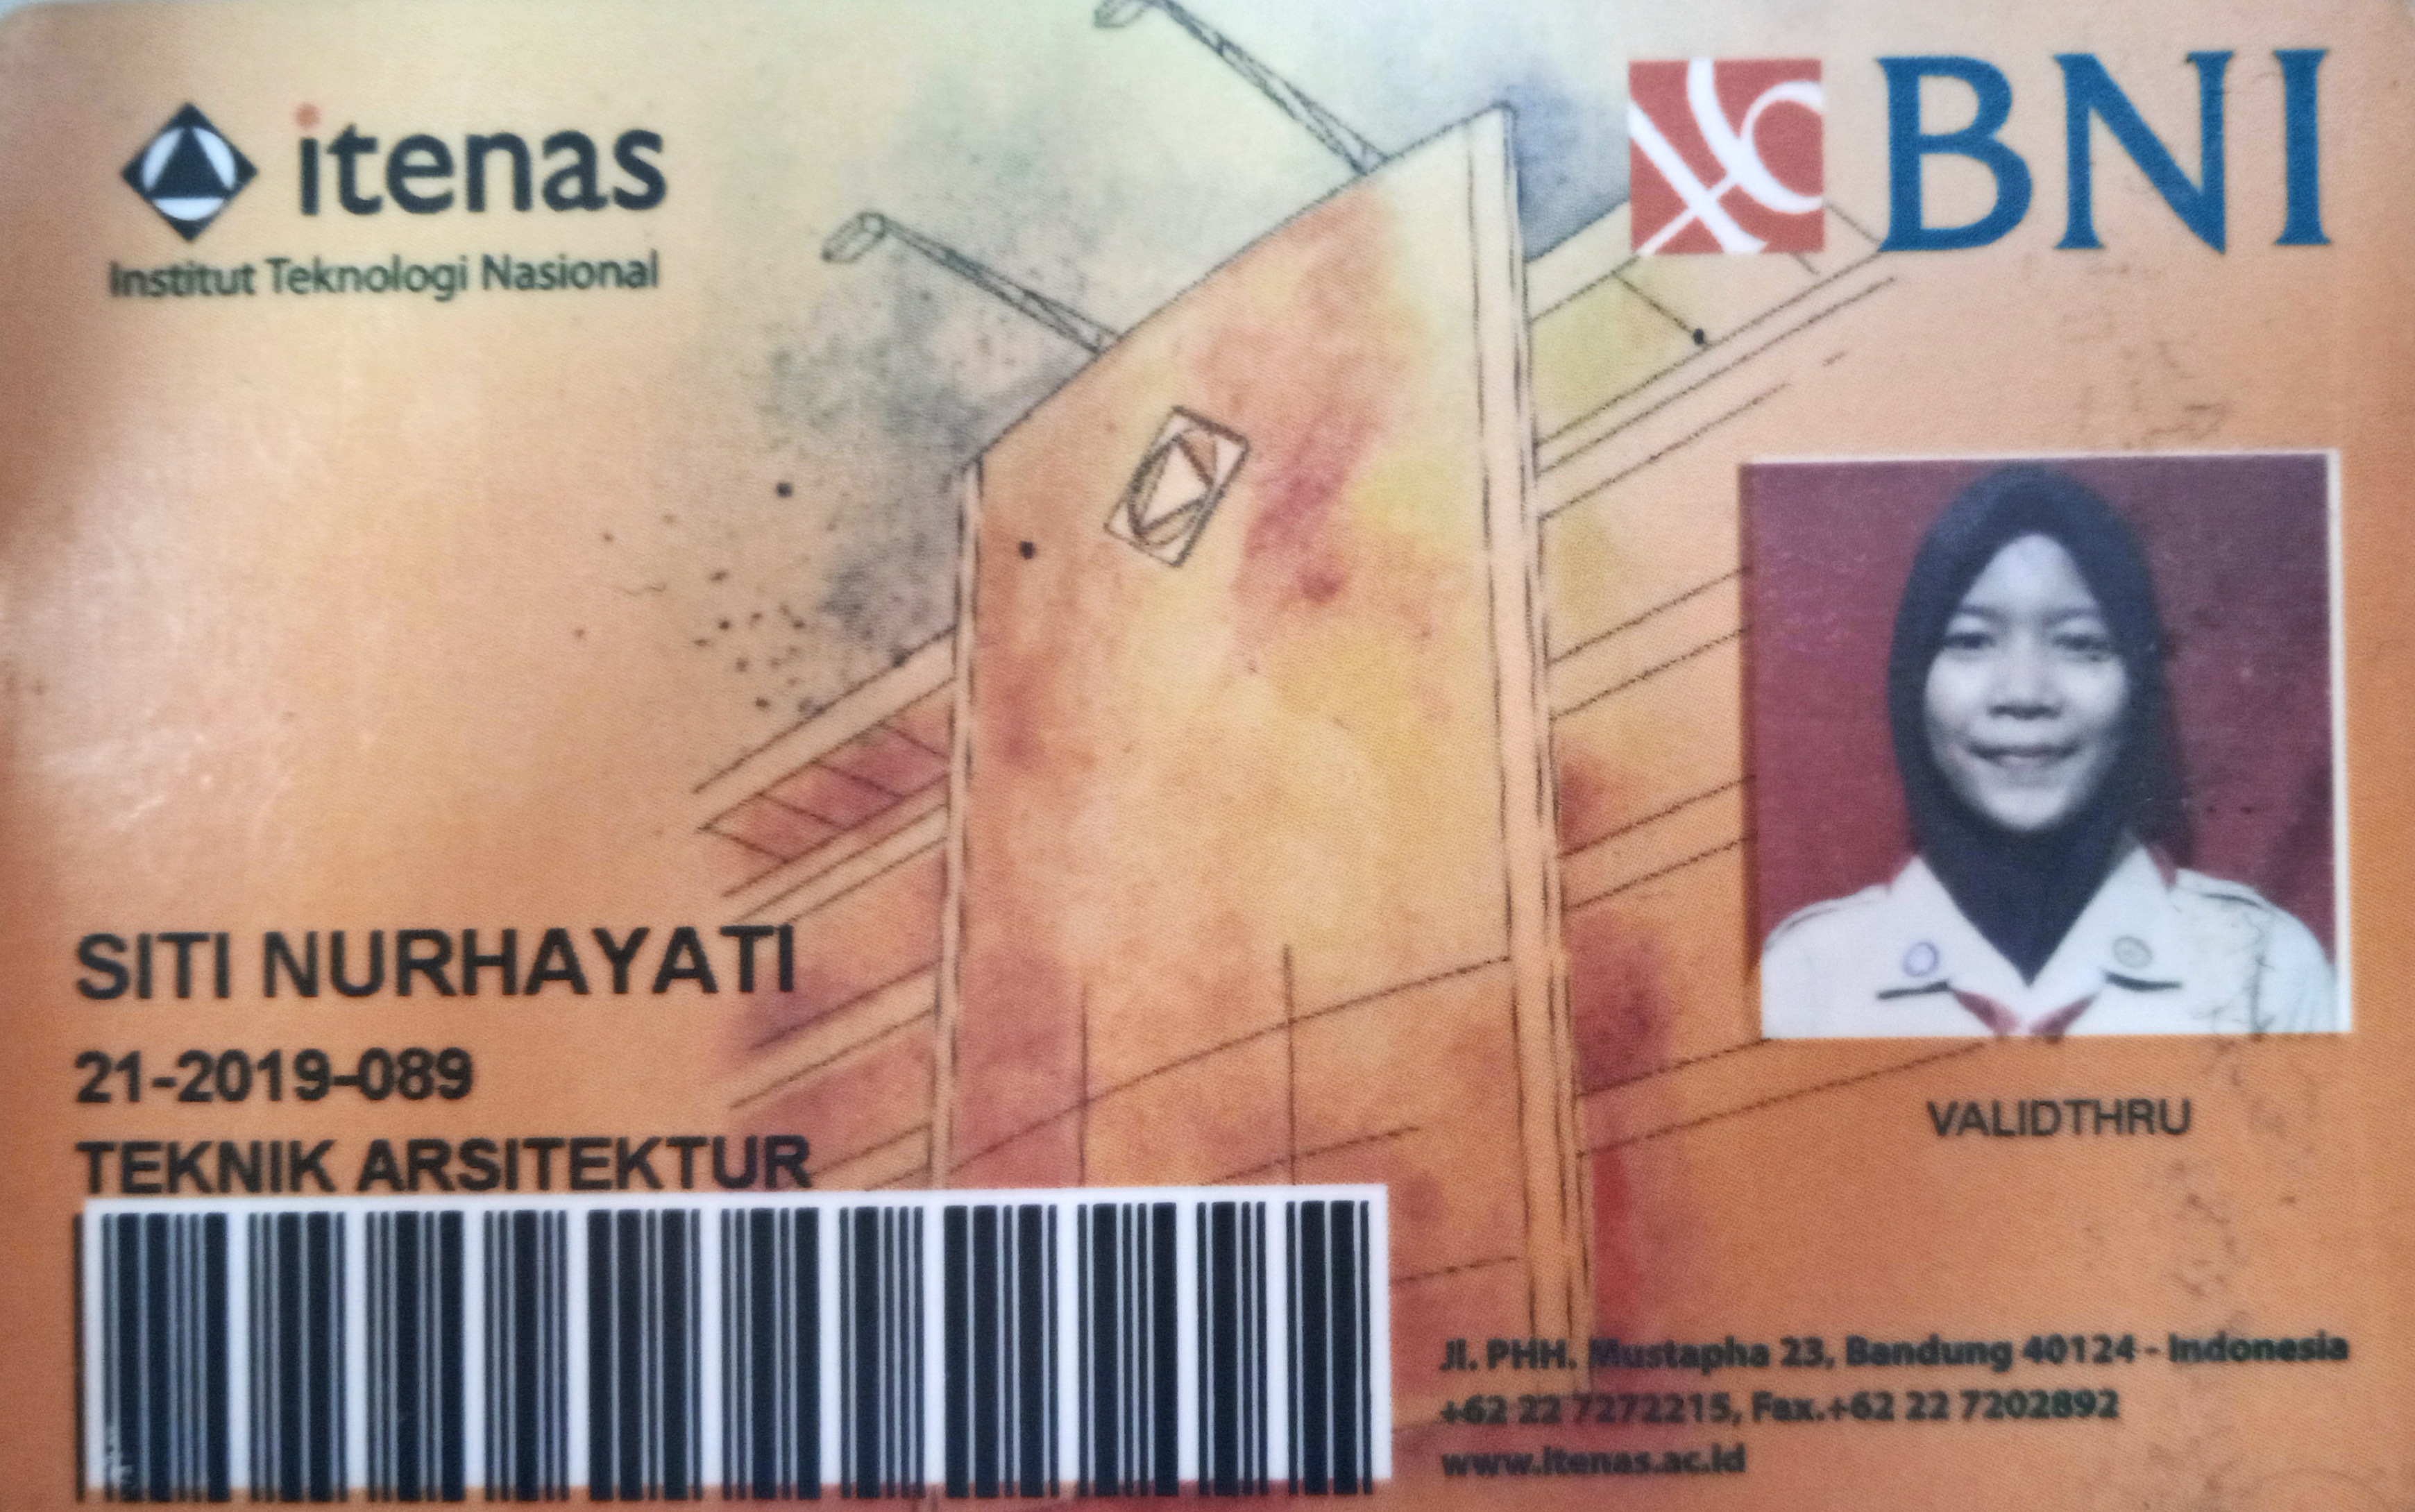 itenas
Institut Teknologi Nasional
BNI
SITI NURHAYATI
21-2019-089
TEKNIK ARSITEKTUR
VALIDTHRU
Jl. PHH. Mustapha 23, Bandung 40124 - Indonesia
+62 22 7272215, Fax.+62 22 7202892
www.itenas.ac.id